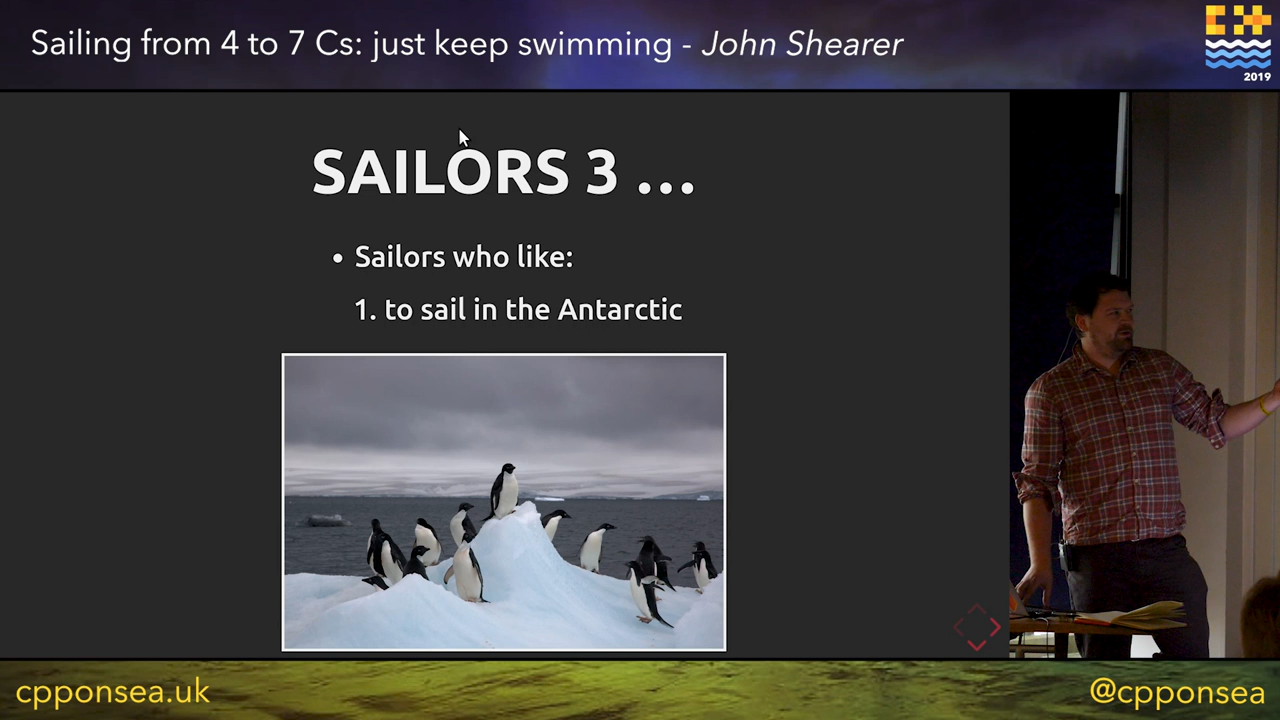 Sailing from 4 to 7 Cs: just keep swimming - John Shearer
2019
SAILORS 3 ...
• Sailors who like:
1. to sail in the Antarctic
cpponsea.uk
@cpponsea